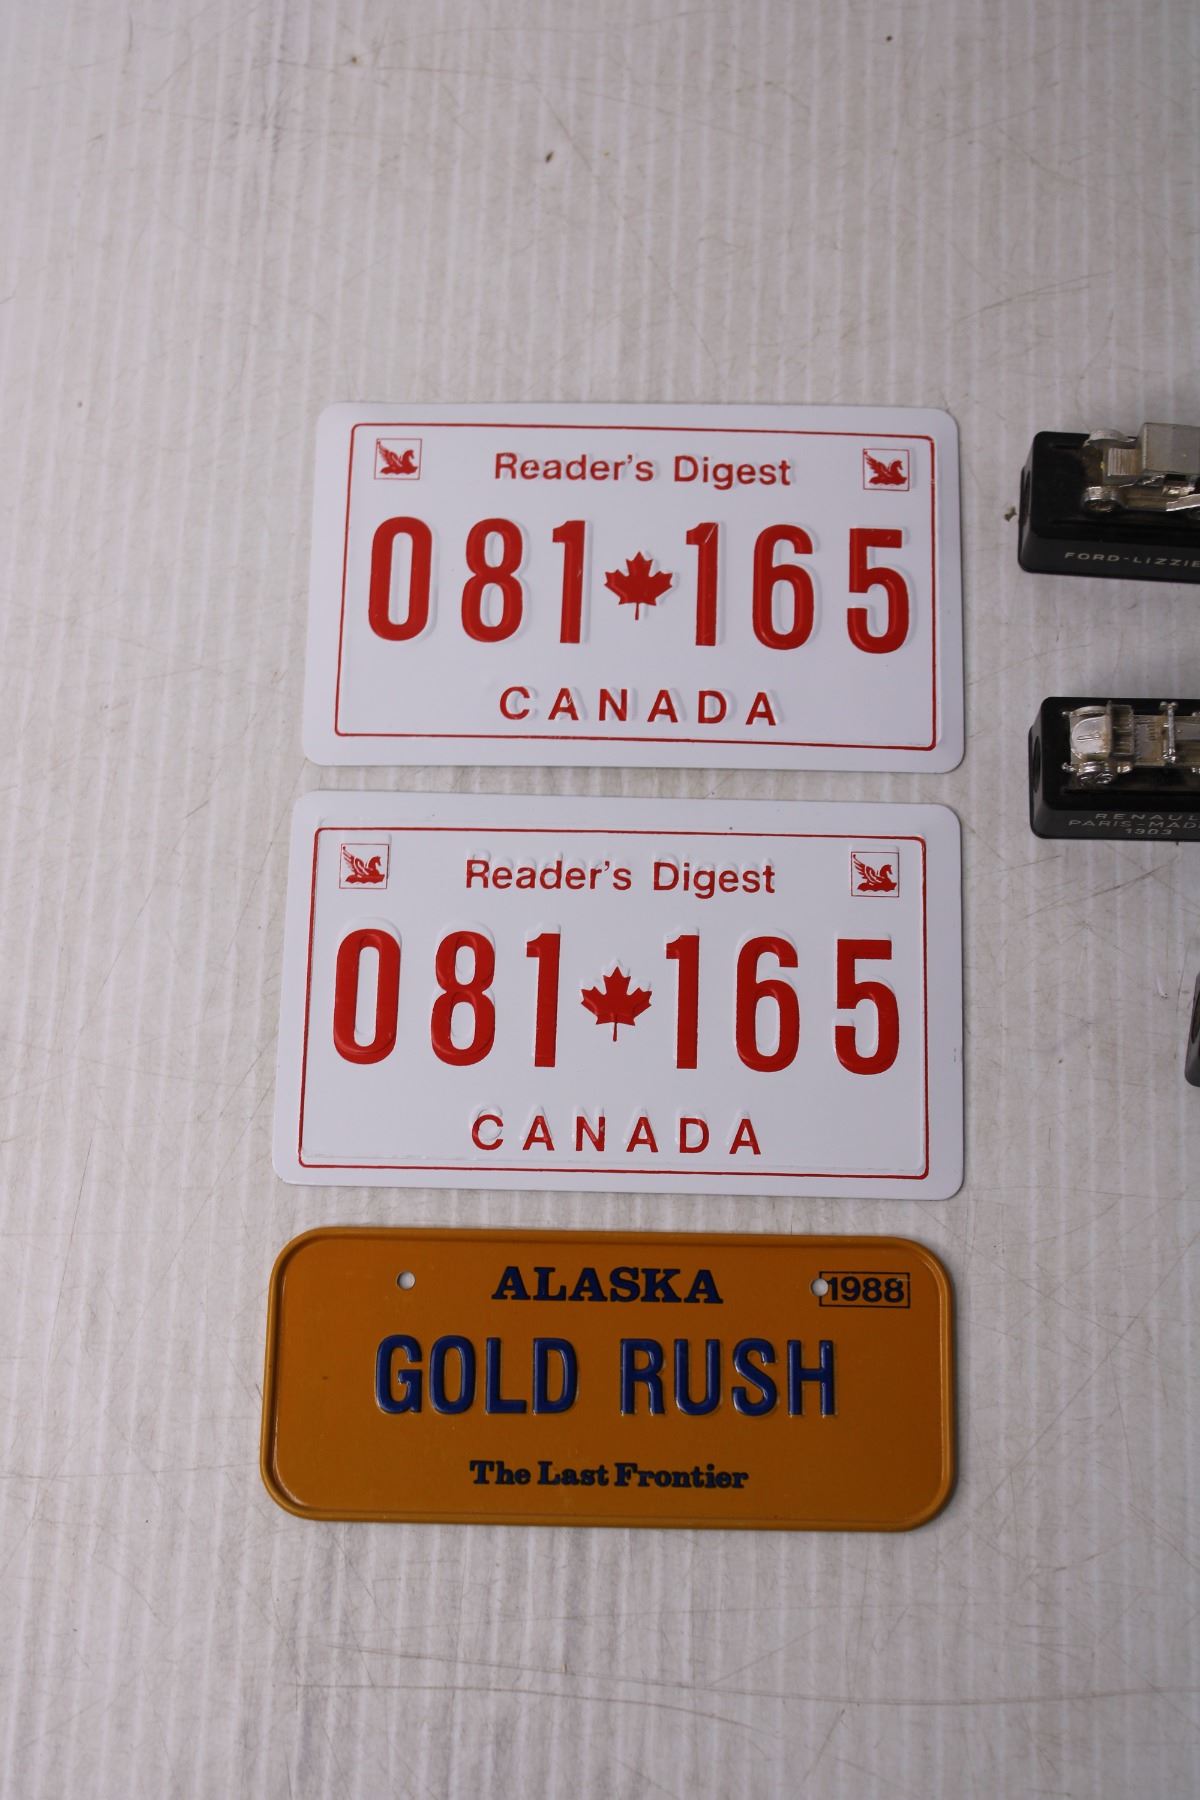 Reader's Digest
081 165
CANADA
Reader's Digest
081 165
CANADA
ALASKA
1988
GOLD RUSH
The Last Frontier
FORD-LIZZIE
RENAUL
PARIS-MAD
1903